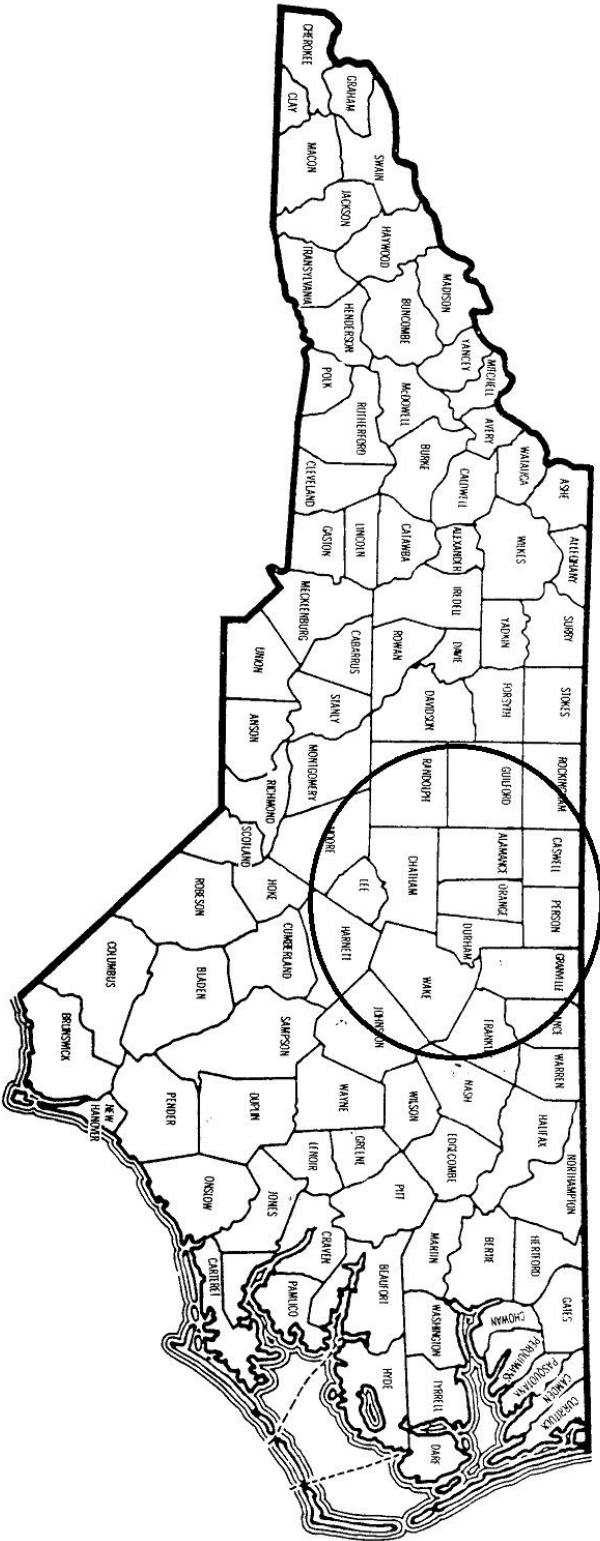 CHEROKEE
GRAHAM
CLAY
MACON
SWAIN
JACKSON
HAYWOOD
TRANSYLVANIA
MADISON
BUNCOMBE
HENDERSON
YANCEY
MITCHELL
POLK
McDOWELL
RUTHERFORD
AVERY
BURKE
WATAUGA
CALDWELL
ASHE
CLEVELAND
ALLEGHANY
WILKES
ALEXANDER
CATAWBA
LINCOLN
GASTON
SURRY
YADKIN
IREDELL
DAVIE
ROWAN
MECKLENBURG
CABARRUS
UNION
STOKES
FORSYTH
DAVIDSON
STANLY
ANSON
ROCKINGHAM
GUILFORD
RANDOLPH
MONTGOMERY
RICHMOND
CASWELL
ALAMANCE
CHATHAM
MOORE
SCOTLAND
PERSON
ORANGE
DURHAM
LEE
HOKE
ROBESON
GRANVILLE
WAKE
HARNETT
CUMBERLAND
BLADEN
COLUMBUS
ANCE
FRANKLI
JOHNSTON
SAMPSON
BRUNSWICK
WARREN
NASH
WILSON
WAYNE
DUPLIN
PENDER
NEW
HANOVER
HALIFAX
NORTHAMPTON
EDGECOMBE
GREENE
LENOIR
PITT
JONES
ONSLOW
HERTFORD
BERTIE
MARTIN
BEAUFORT
CRAVEN
PAMLICO
CARTERET
GATES
CHOWAN
PERQUIMANS
PASQUOTANK
CAMDEN
CURRITUCK
WASHINGTON
TYRRELL
HYDE
DARE